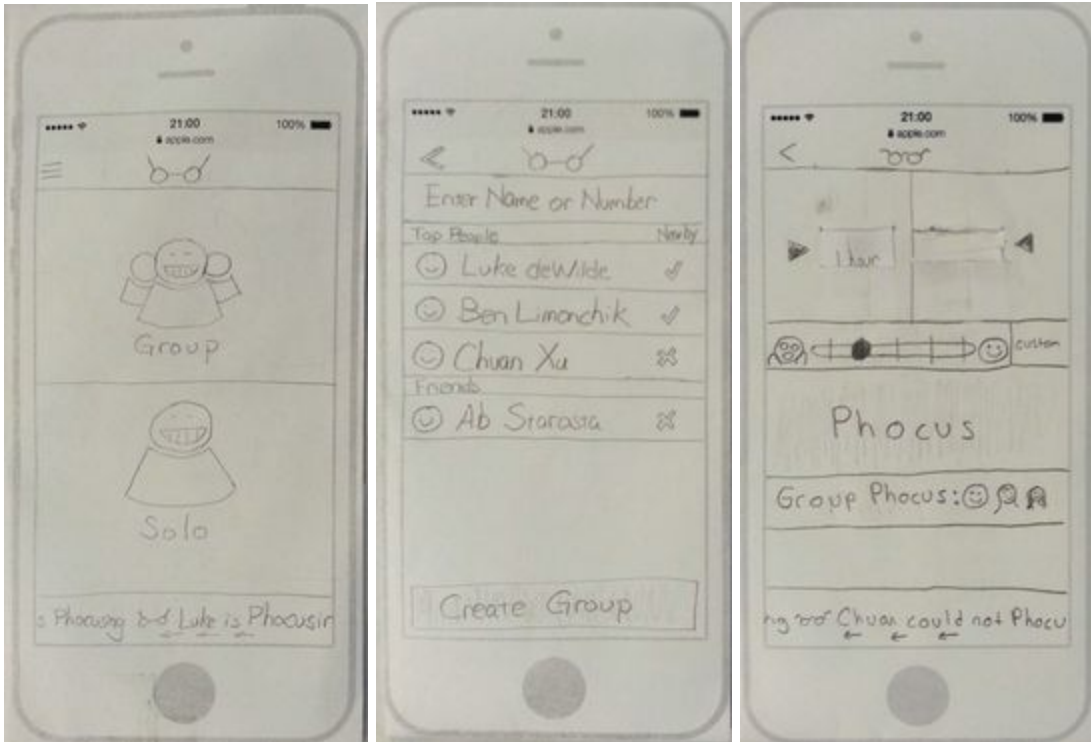 21:00
100%
apple.com
Group
Solo
s Phocusing Luke is Phocusin
21:00
100%
apple.com
Enter Name or Number
Top People Nearby
Luke deWilde
Ben Limonchik
Chuan Xu
Friends
Ab Starosta
Create Group
21:00
100%
apple.com
1 hour
custom
Phocus
Group Phocus:
ng Chuan could not Phocu